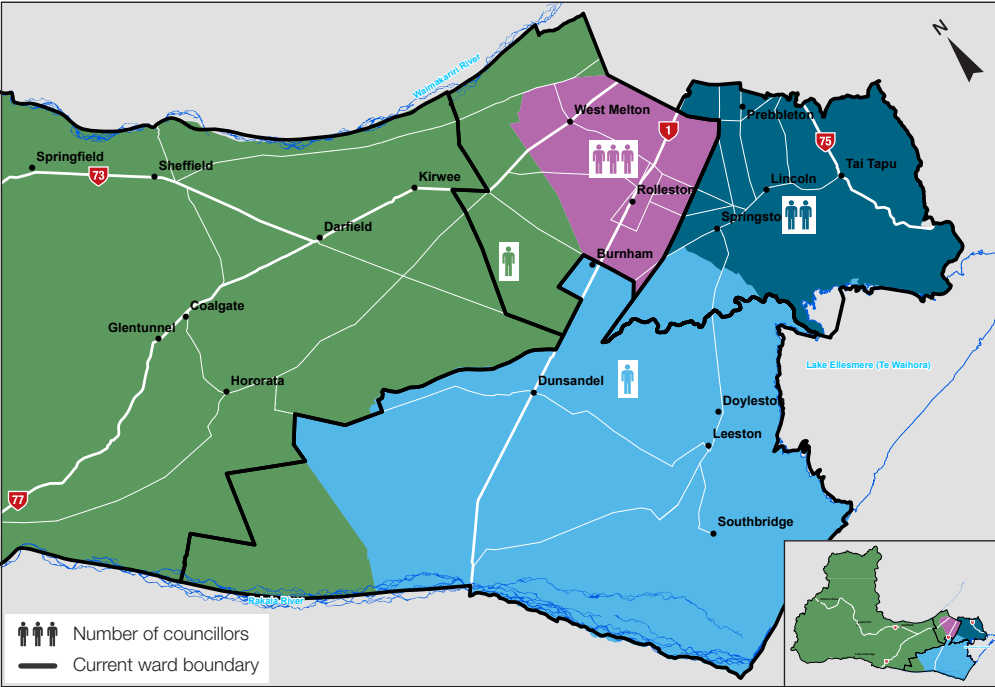 N
Waimakariri River
West Melton
Prebbleton
1
75
Springfield
Sheffield
73
Tai Tapu
Kirwee
Lincoln
Rolleston
Springsto
Darfield
Burnham
Coalgate
Glentunnel
Lake Ellesmere (Te Waihora)
Hororata
Dunsandel
Doyleston
Leeston
77
Southbridge
Rakaia River
Number of councillors
Current ward boundary